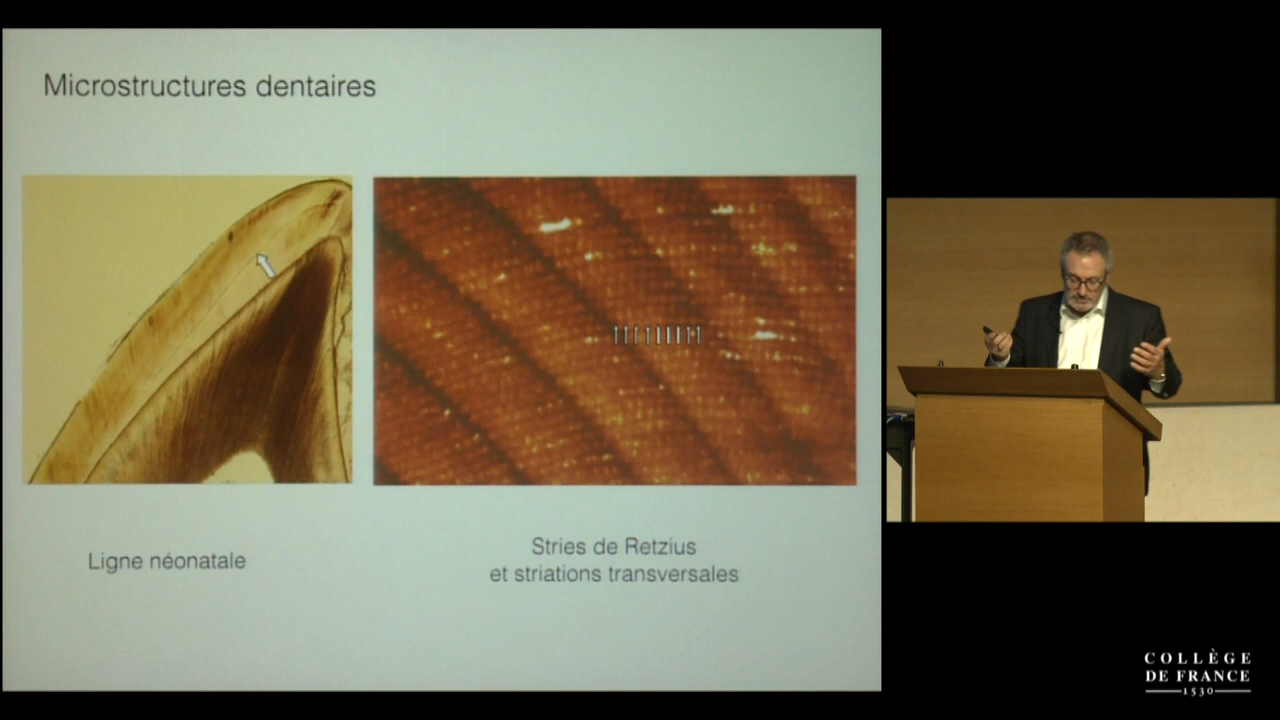 Microstructures dentaires
Ligne néonatale
Stries de Retzius
et striations transversales
COLLÈGE
DE FRANCE
1530